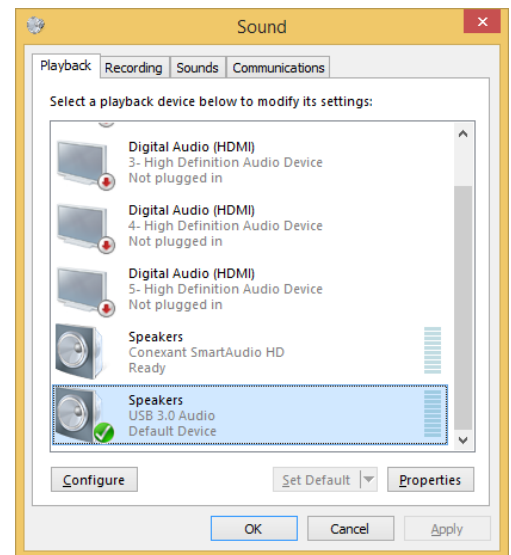 Sound
Playback Recording Sounds Communications
Select a playback device below to modify its settings:
Digital Audio (HDMI)
3- High Definition Audio Device
Not plugged in
Digital Audio (HDMI)
4- High Definition Audio Device
Not plugged in
Digital Audio (HDMI)
5- High Definition Audio Device
Not plugged in
Speakers
Conexant SmartAudio HD
Ready
Speakers
USB 3.0 Audio
Default Device
Configure Set Default Properties
OK Cancel Apply